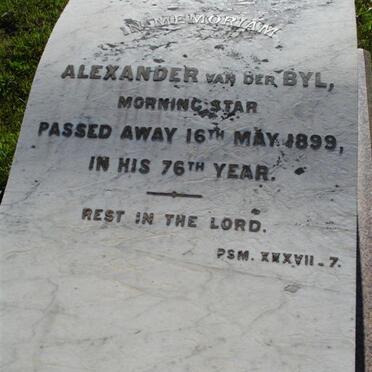 IN MEMORIAM.
ALEXANDER VAN DER BYL,
MORNING STAR
PASSED AWAY 16TH MAY 1899,
IN HIS 76TH YEAR.
REST IN THE LORD.
PSM. XXXVII-7.